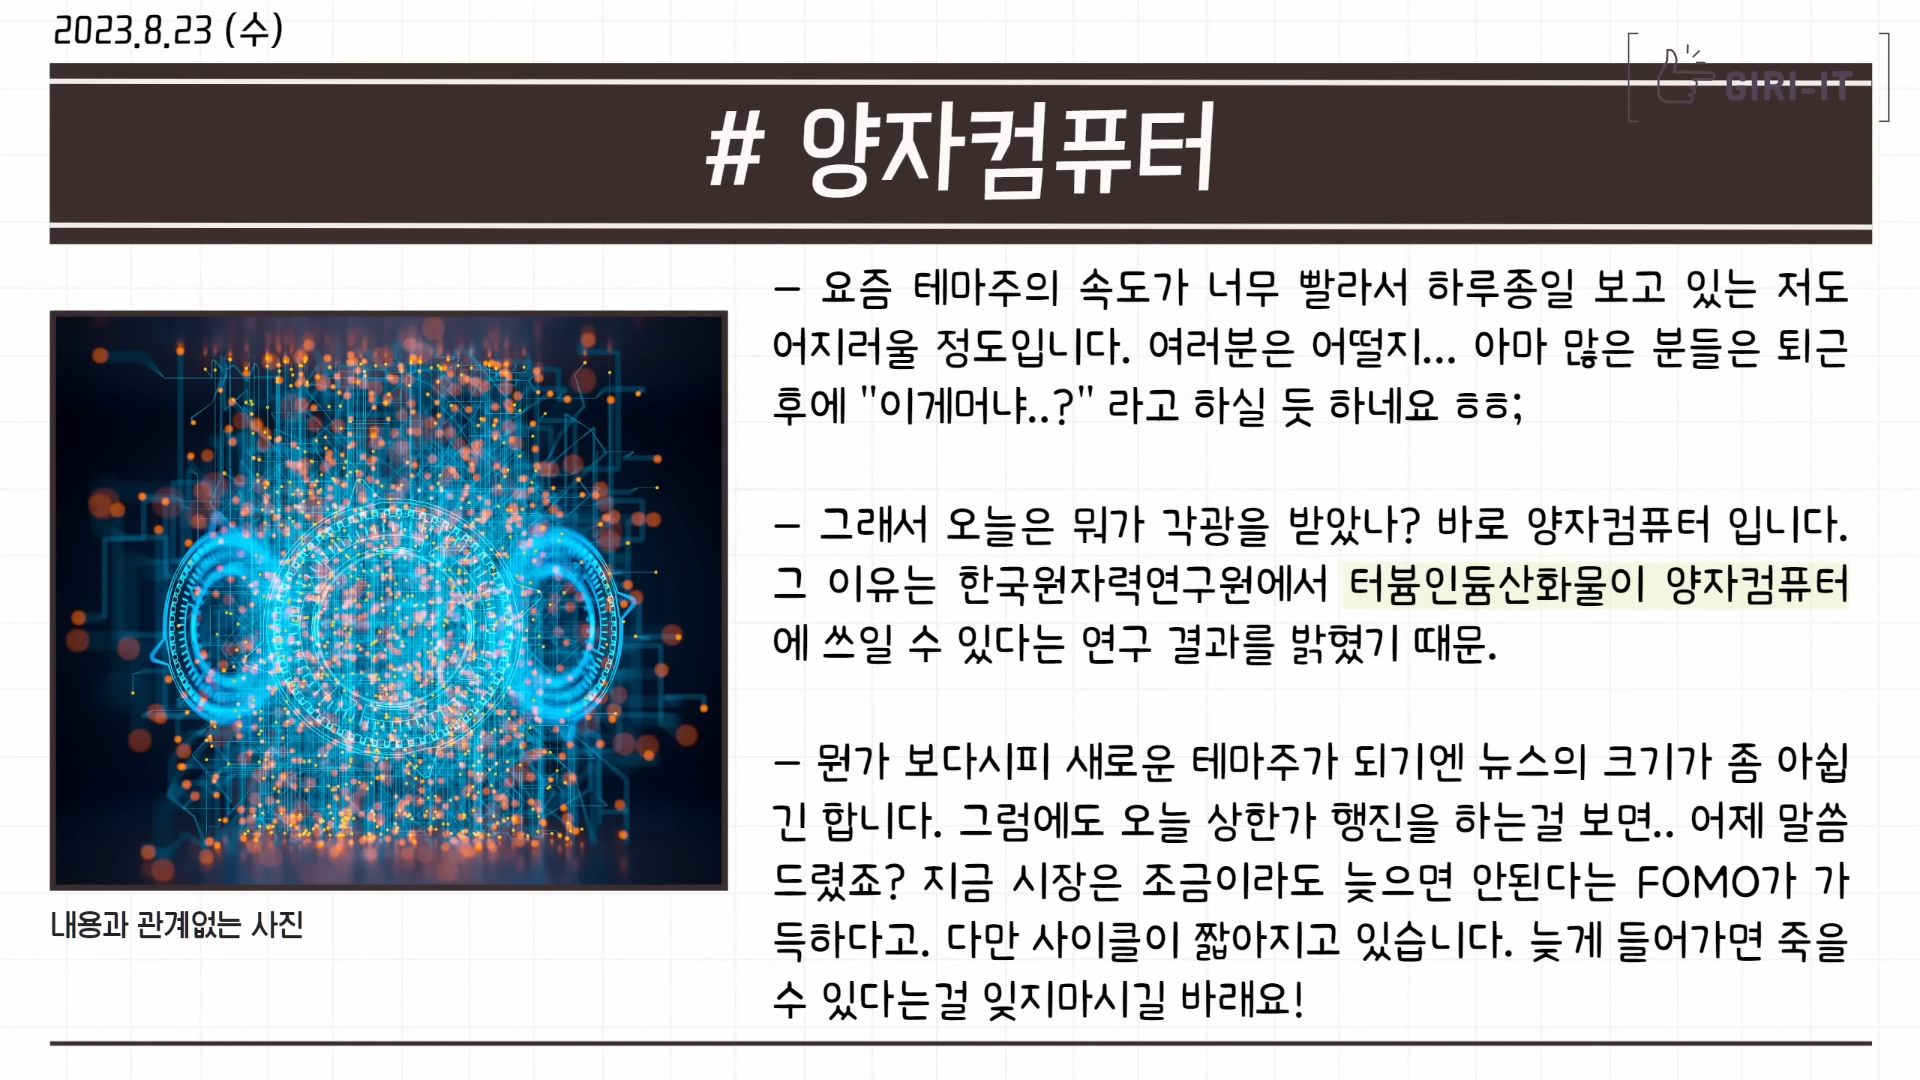 2023.8.23 (수)
GIRI-IT
# 양자컴퓨터
- 요즘 테마주의 속도가 너무 빨라서 하루종일 보고 있는 저도
어지러울 정도입니다. 여러분은 어떨지... 아마 많은 분들은 퇴근
후에 "이게머냐..?" 라고 하실 듯 하네요 ㅎㅎ;
- 그래서 오늘은 뭐가 각광을 받았나? 바로 양자컴퓨터 입니다.
그 이유는 한국원자력연구원에서 터븀인듐산화물이 양자컴퓨터
에 쓰일 수 있다는 연구 결과를 밝혔기 때문.
- 뭔가 보다시피 새로운 테마주가 되기엔 뉴스의 크기가 좀 아쉽
긴 합니다. 그럼에도 오늘 상한가 행진을 하는걸 보면.. 어제 말씀
드렸죠? 지금 시장은 조금이라도 늦으면 안된다는 FOMO가 가
득하다고. 다만 사이클이 짧아지고 있습니다. 늦게 들어가면 죽을
수 있다는걸 잊지마시길 바래요!
내용과 관계없는 사진